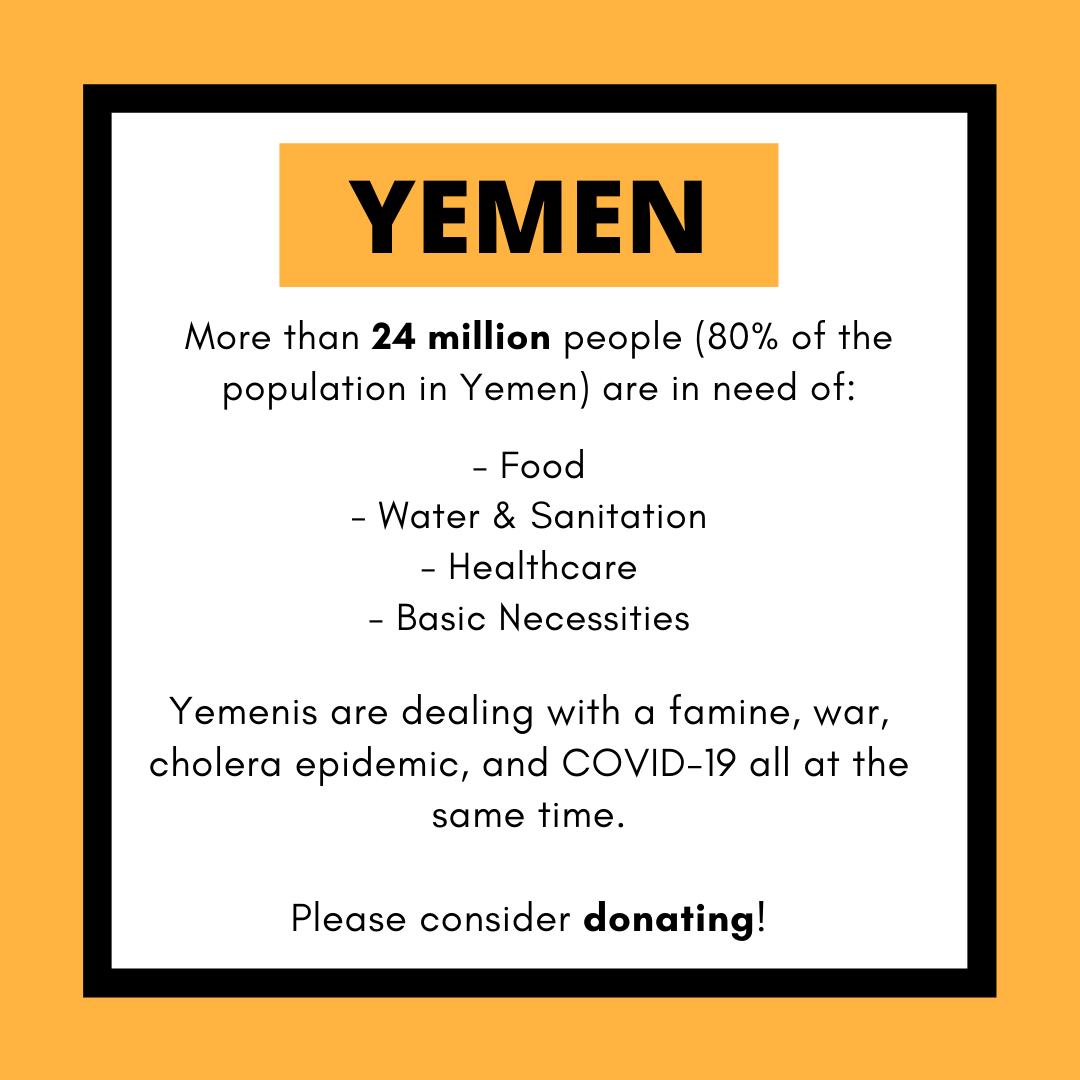 YEMEN
More than 24 million people (80% of the
population in Yemen) are in need of:
- Food
- Water & Sanitation
- Healthcare
- Basic Necessities
Yemenis are dealing with a famine, war,
cholera epidemic, and COVID-19 all at the
same time.
Please consider donating!